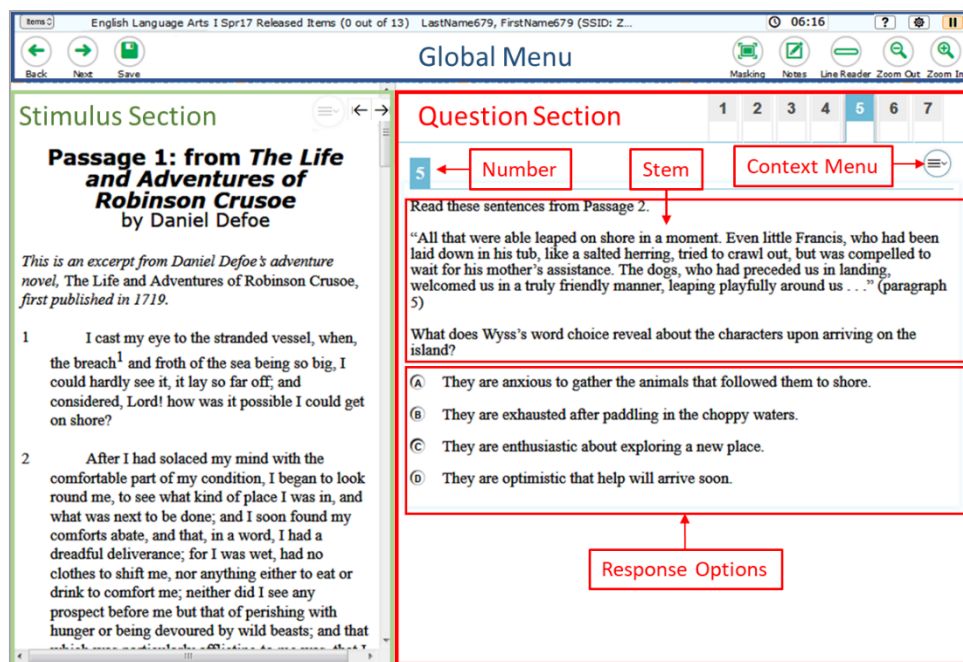 Items
English Language Arts I Spr17 Released Items (0 out of 13) LastName679, FirstName679 (SSID: Z...
06:16
?
Back
Next
Save
Global Menu
Masking
Notes
Line Reader
Zoom Out
Zoom In
Stimulus Section
Passage 1: from The Life
and Adventures of
Robinson Crusoe
by Daniel Defoe
This is an excerpt from Daniel Defoe's adventure
novel, The Life and Adventures of Robinson Crusoe,
first published in 1719.
1 I cast my eye to the stranded vessel, when,
the breach1 and froth of the sea being so big, I
could hardly see it, it lay so far off; and
considered, Lord! how was it possible I could get
on shore?
2 After I had solaced my mind with the
comfortable part of my condition, I began to look
round me, to see what kind of place I was in, and
what was next to be done; and I soon found my
comforts abate, and that, in a word, I had a
dreadful deliverance; for I was wet, had no
clothes to shift me, nor anything either to eat or
drink to comfort me; neither did I see any
prospect before me but that of perishing with
hunger or being devoured by wild beasts; and that
Question Section
1 2 3 4 5 6 7
5
Number
Stem
Context Menu
Read these sentences from Passage 2.
“All that were able leaped on shore in a moment. Even little Francis, who had been
laid down in his tub, like a salted herring, tried to crawl out, but was compelled to
wait for his mother's assistance. The dogs, who had preceded us in landing,
welcomed us in a truly friendly manner, leaping playfully around us . . .” (paragraph
5)
What does Wyss's word choice reveal about the characters upon arriving on the
island?
A They are anxious to gather the animals that followed them to shore.
B They are exhausted after paddling in the choppy waters.
C They are enthusiastic about exploring a new place.
D They are optimistic that help will arrive soon.
Response Options